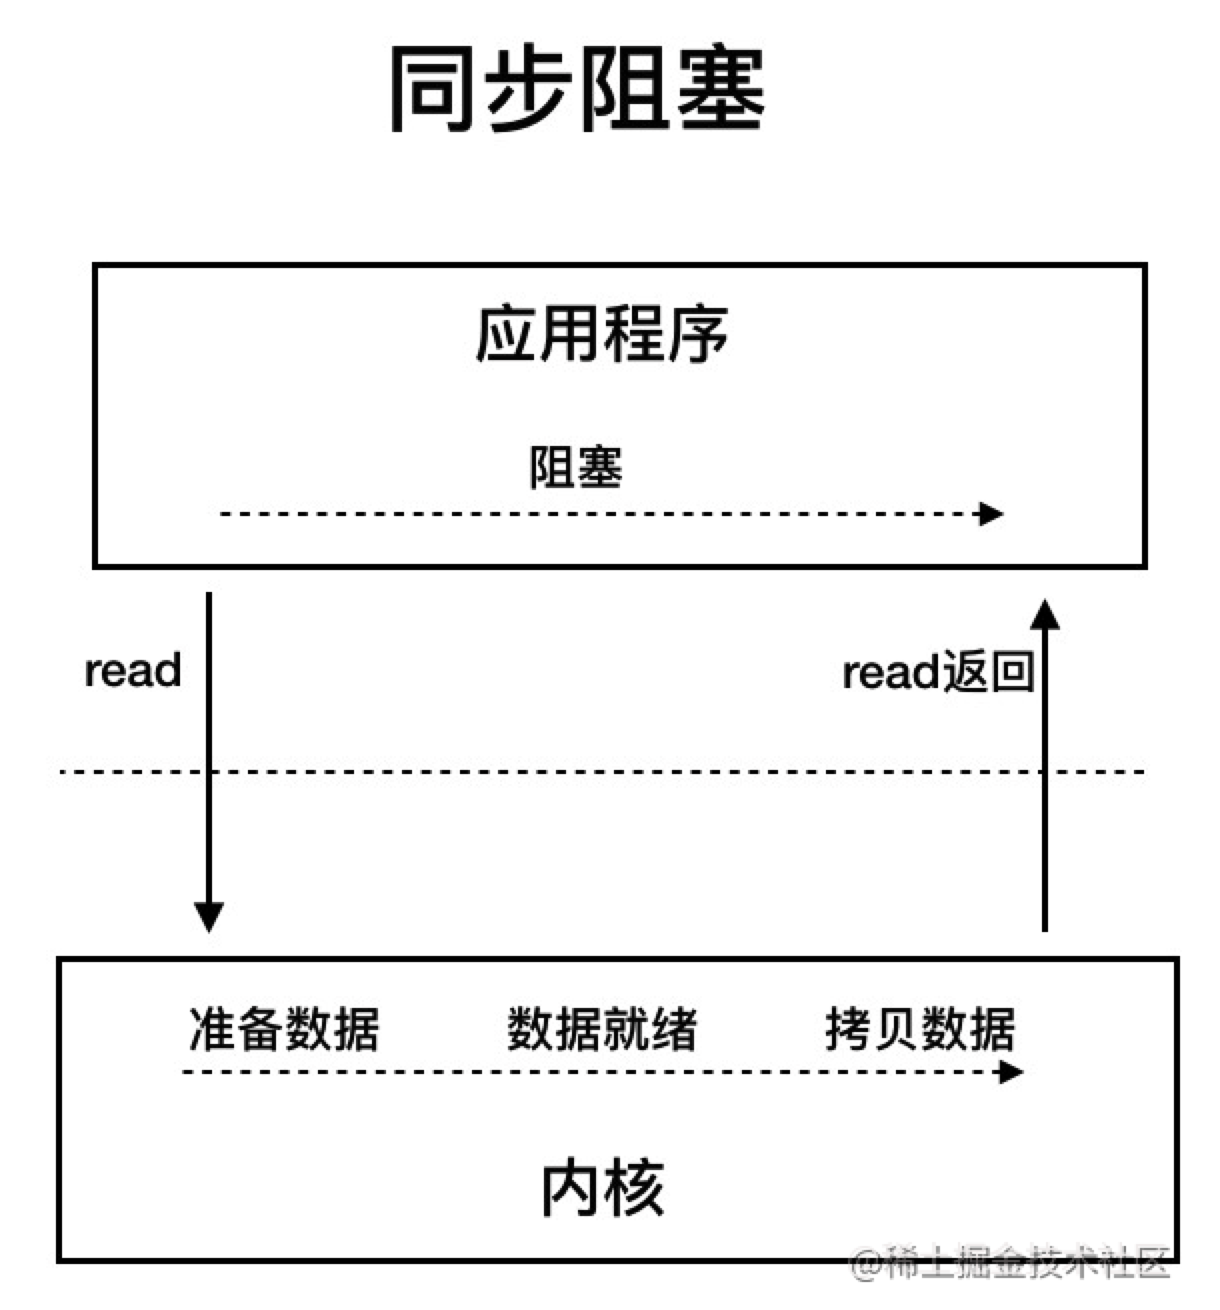 同步阻塞
应用程序
阻塞
read
read返回
准备数据 数据就绪 拷贝数据
内核
@稀土掘金技术社区